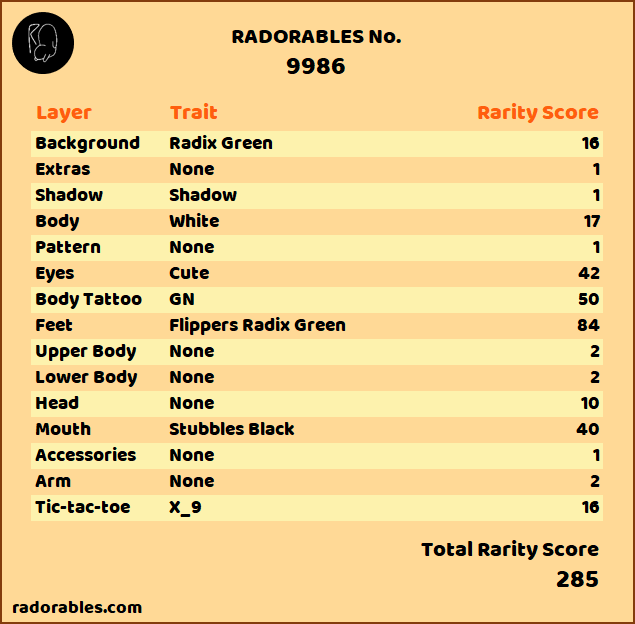 RADORABLES No.
9986
Layer Trait Rarity Score
Background Radix Green 16
Extras None 1
Shadow Shadow 1
Body White 17
Pattern None 1
Eyes Cute 42
Body Tattoo GN 50
Feet Flippers Radix Green 84
Upper Body None 2
Lower Body None 2
Head None 10
Mouth Stubbles Black 40
Accessories None 1
Arm None 2
Tic-tac-toe X_9 16
Total Rarity Score
285
radorables.com